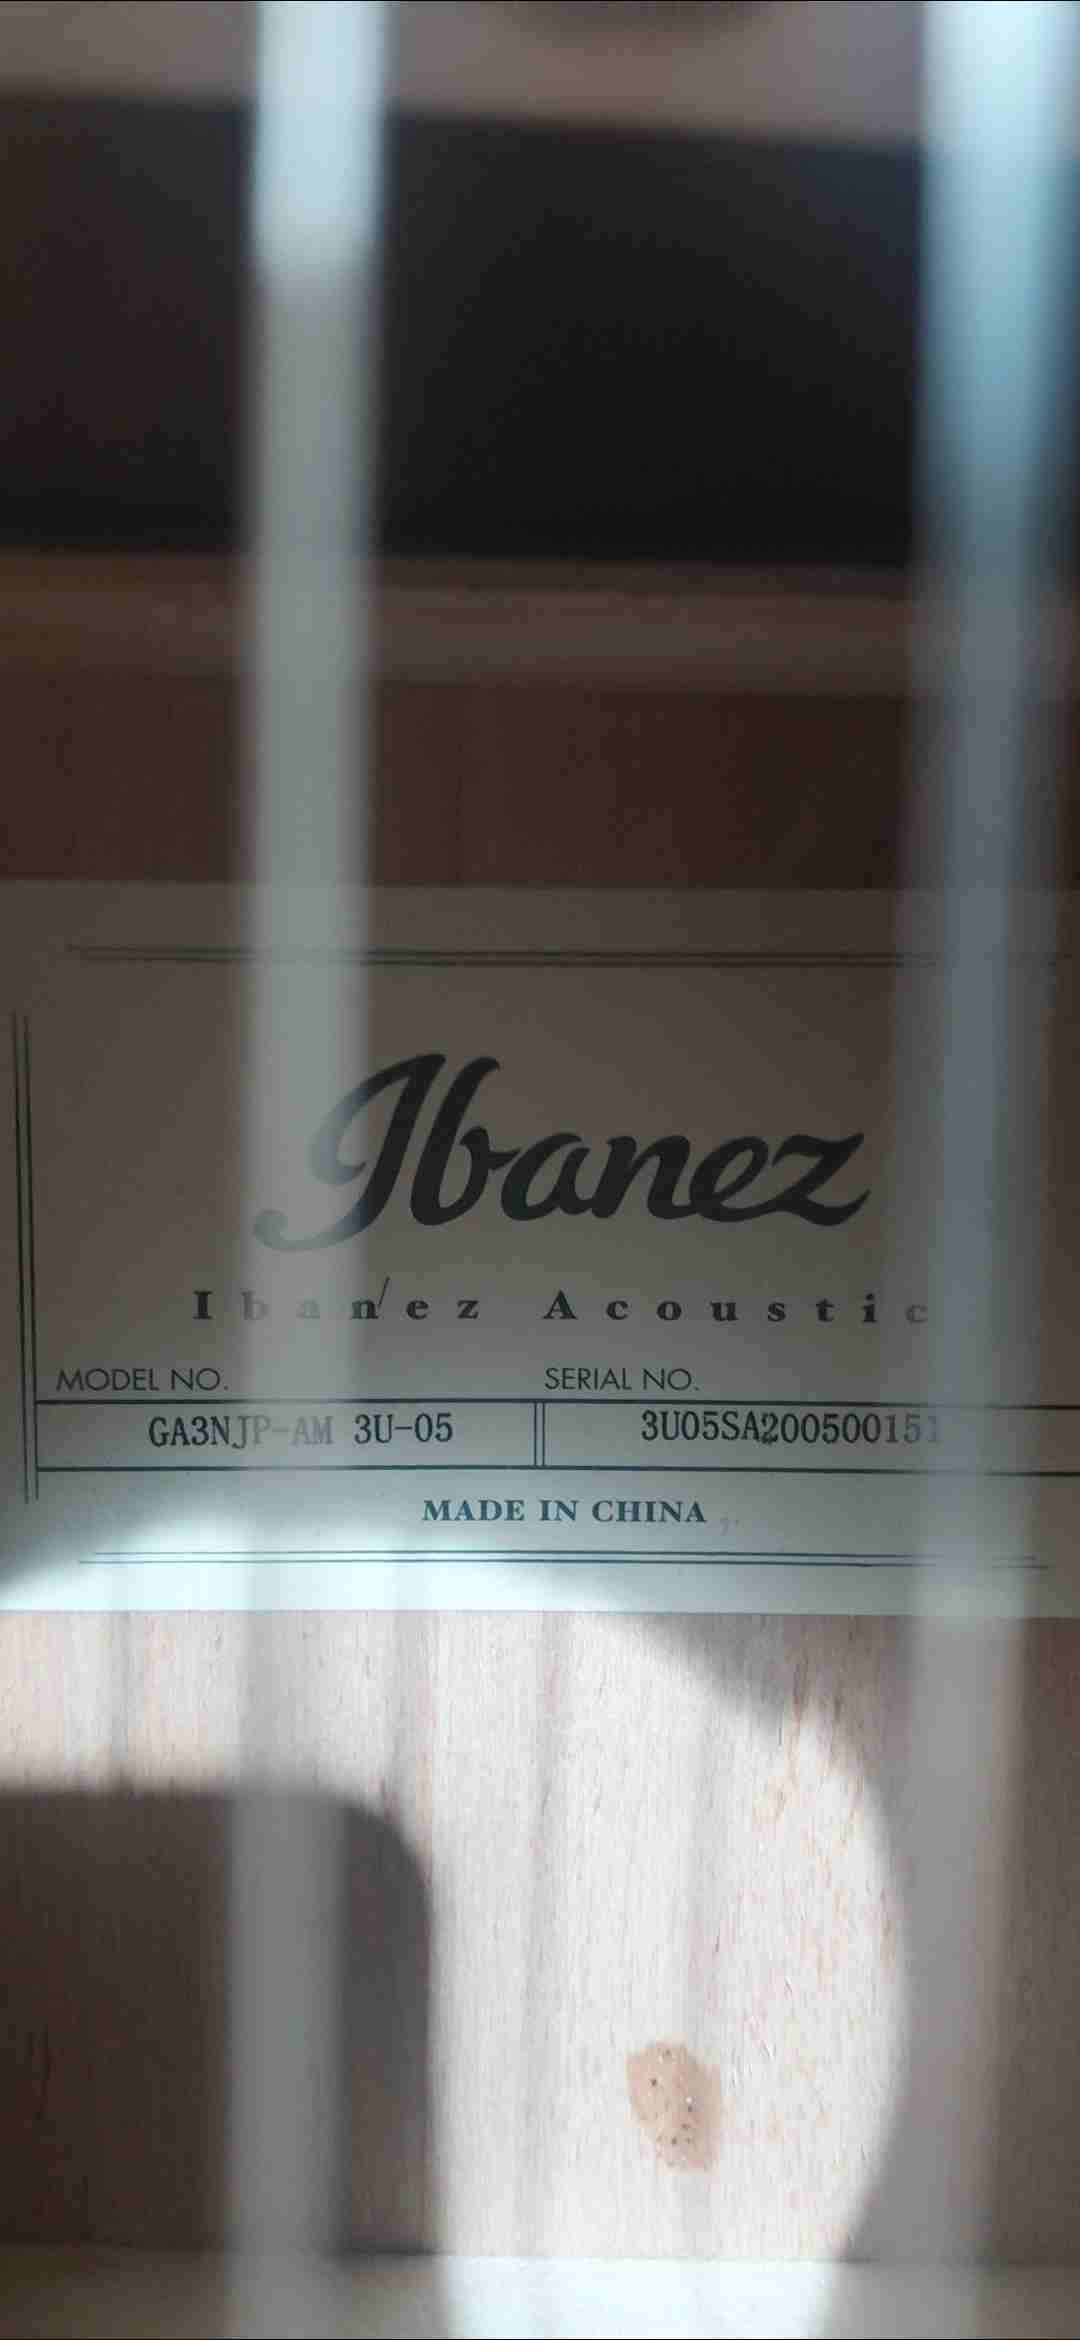 Ibanez
Ibanez Acoustic
MODEL NO. SERIAL NO.
GA3NJP-AM 3U-05 3U05SA200500151
MADE IN CHINA